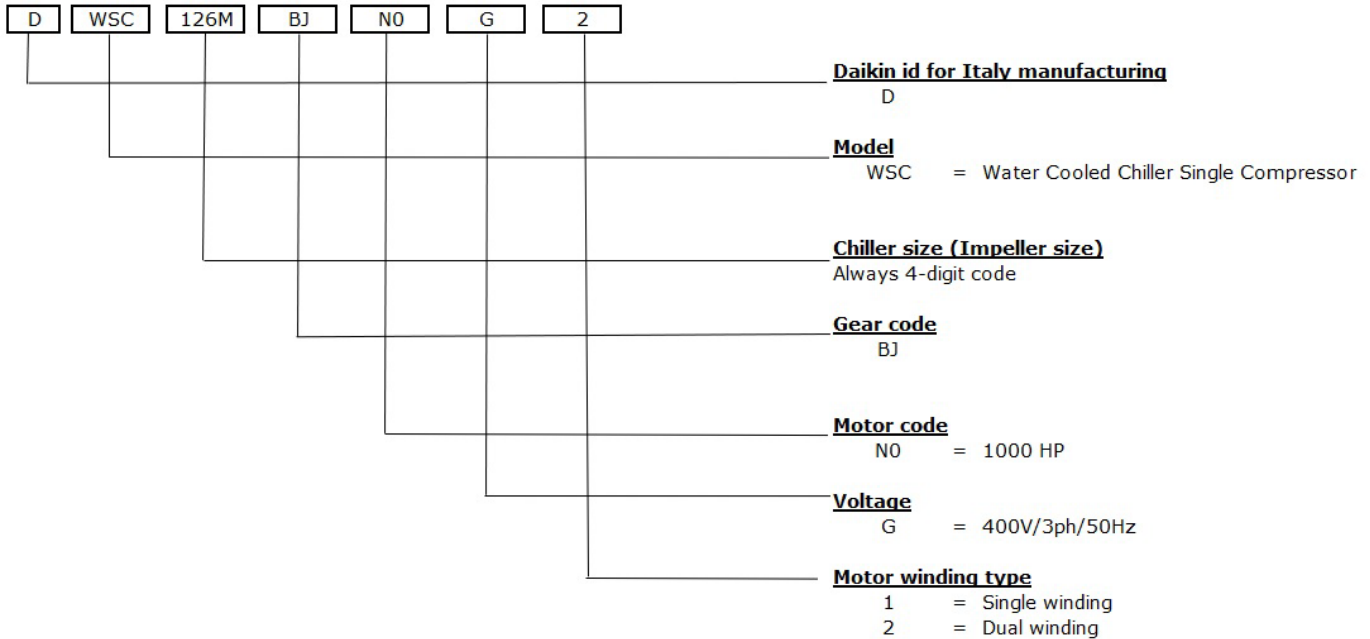 D WSC 126M BJ N0 G 2
Daikin id for Italy manufacturing
D
Model
WSC = Water Cooled Chiller Single Compressor
Chiller size (Impeller size)
Always 4-digit code
Gear code
BJ
Motor code
N0 = 1000 HP
Voltage
G = 400V/3ph/50Hz
Motor winding type
1 = Single winding
2 = Dual winding